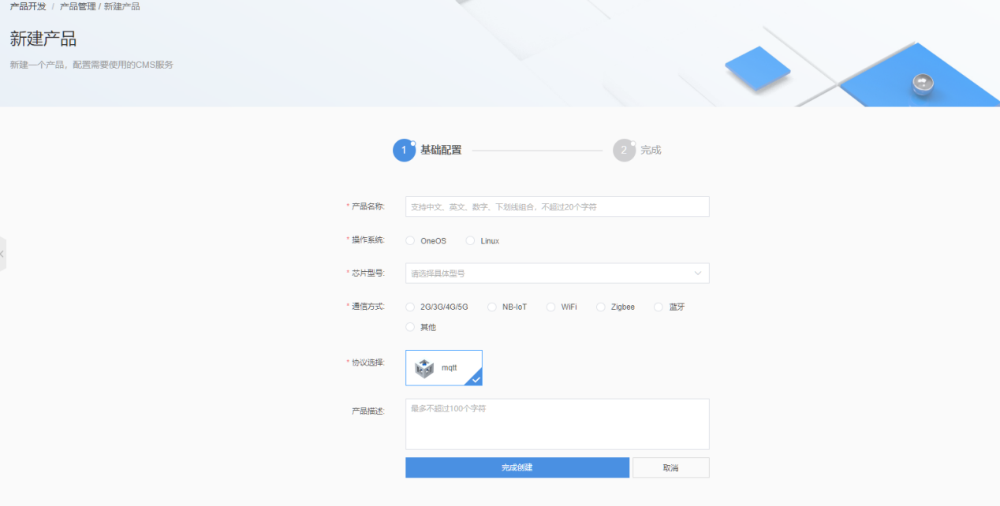 产品开发 / 产品管理 / 新建产品
新建产品
新建一个产品，配置需要使用的CMS服务
1 基础配置 2 完成
* 产品名称: 支持中文、英文、数字、下划线组合，不超过20个字符
* 操作系统: OneOS Linux
* 芯片型号: 请选择具体型号
* 通信方式: 2G/3G/4G/5G NB-IoT WiFi Zigbee 蓝牙
其他
* 协议选择: mqtt
产品描述: 最多不超过100个字符
完成创建 取消